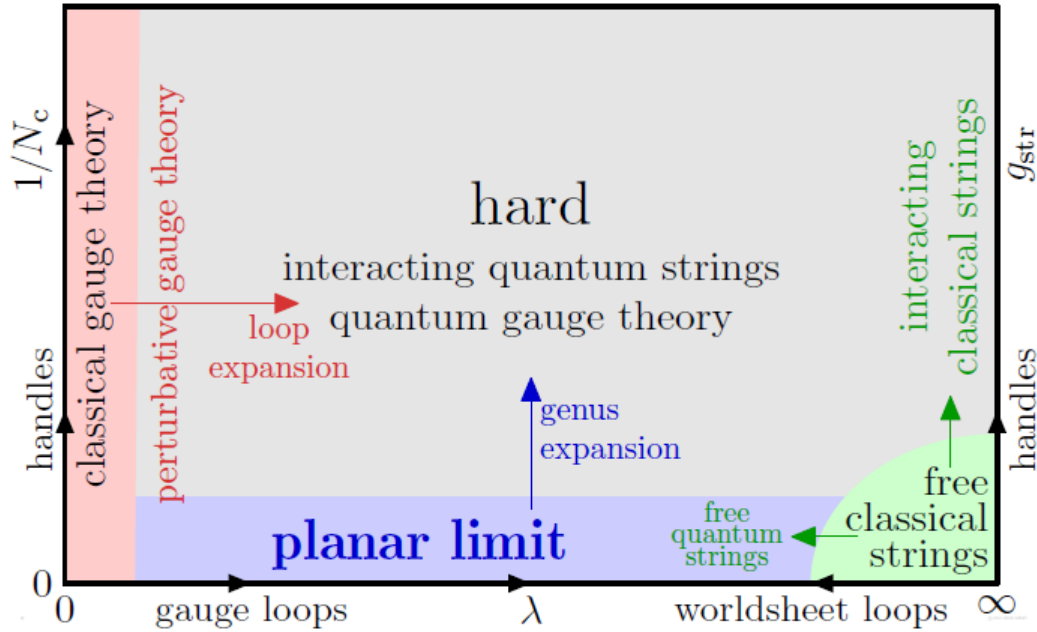 1/N_c
handles
0
classical gauge theory
perturbative gauge theory
loop
expansion
hard
interacting quantum strings
quantum gauge theory
genus
expansion
planar limit
free
quantum
strings
interacting
classical strings
free
classical
strings
g_str
handles
0
gauge loops
λ
worldsheet loops
∞